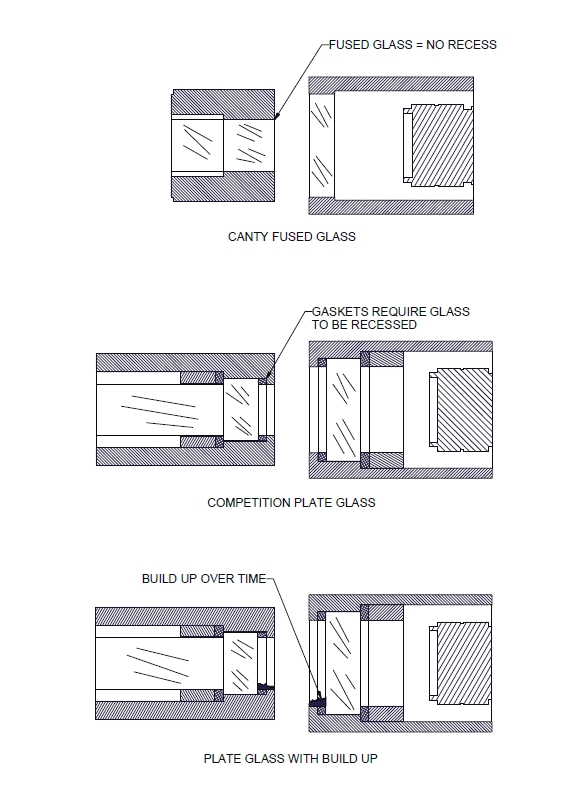 FUSED GLASS = NO RECESS
CANTY FUSED GLASS
GASKETS REQUIRE GLASS
TO BE RECESSED
COMPETITION PLATE GLASS
BUILD UP OVER TIME
PLATE GLASS WITH BUILD UP